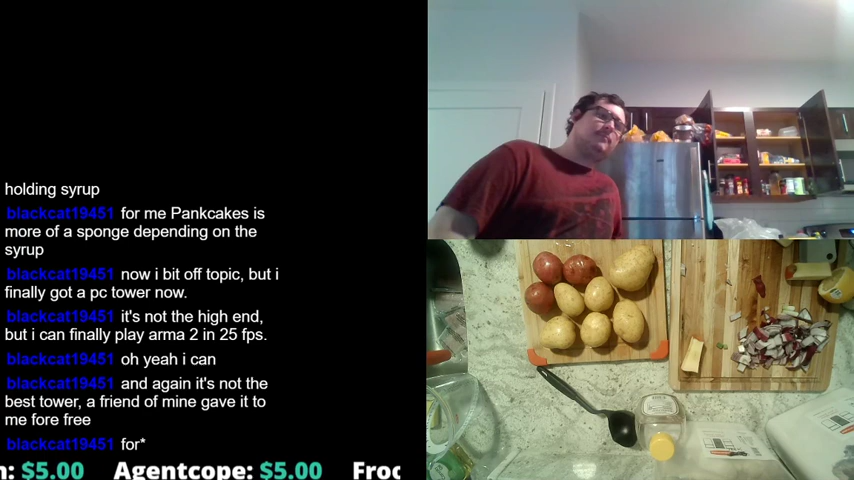 holding syrup
blackcat19451 for me Pankcakes is
more of a sponge depending on the
syrup
blackcat19451 now i bit off topic, but i
finally got a pc tower now.
blackcat19451 it's not the high end,
but i can finally play arma 2 in 25 fps.
blackcat19451 oh yeah i can
blackcat19451 and again it's not the
best tower, a friend of mine gave it to
me fore free
blackcat19451 for*
n: $5.00 Agentcope: $5.00 Froc